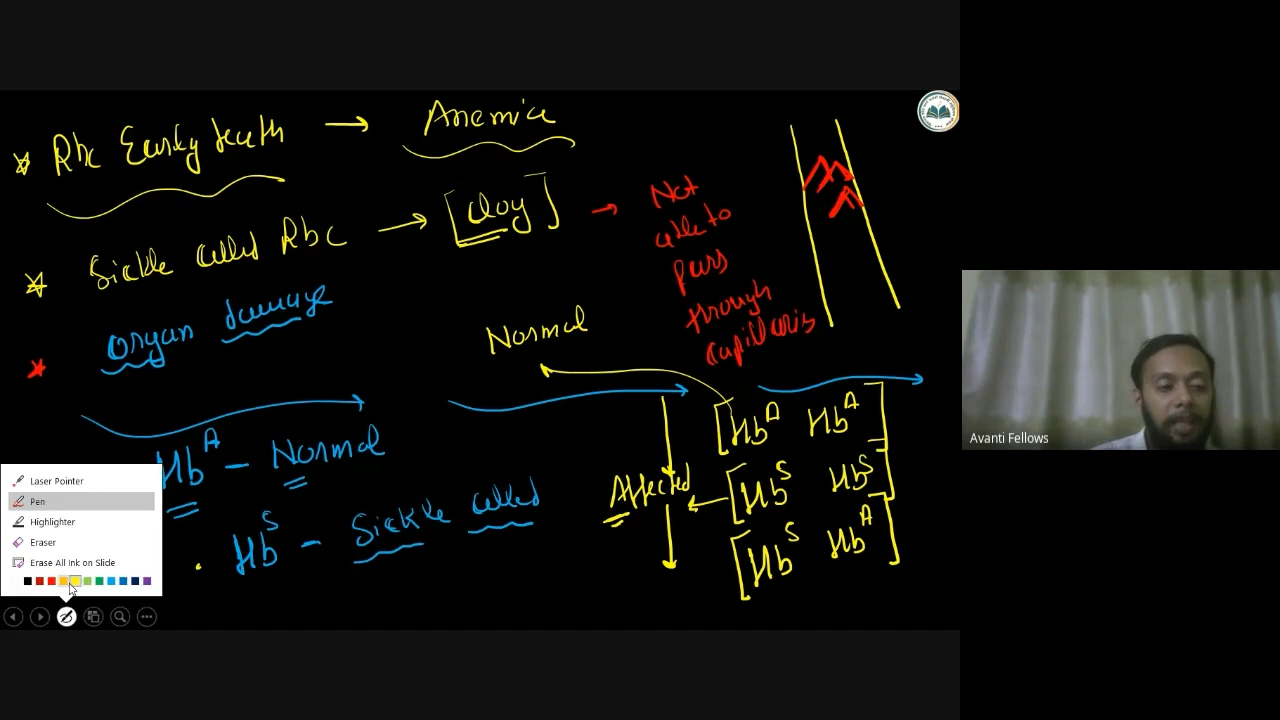 Rbc Early death → Anemia
Sickle celled Rbc → [clog] → Not
able to
pass
through
capillaries
organ damage
Normal
Hb^A - Normal
Hb^S - Sickle celled
Affected
[Hb^A Hb^A]
[Hb^S Hb^S]
[Hb^S Hb^A]
Laser Pointer
Pen
Highlighter
Eraser
Erase All Ink on Slide
Avanti Fellows